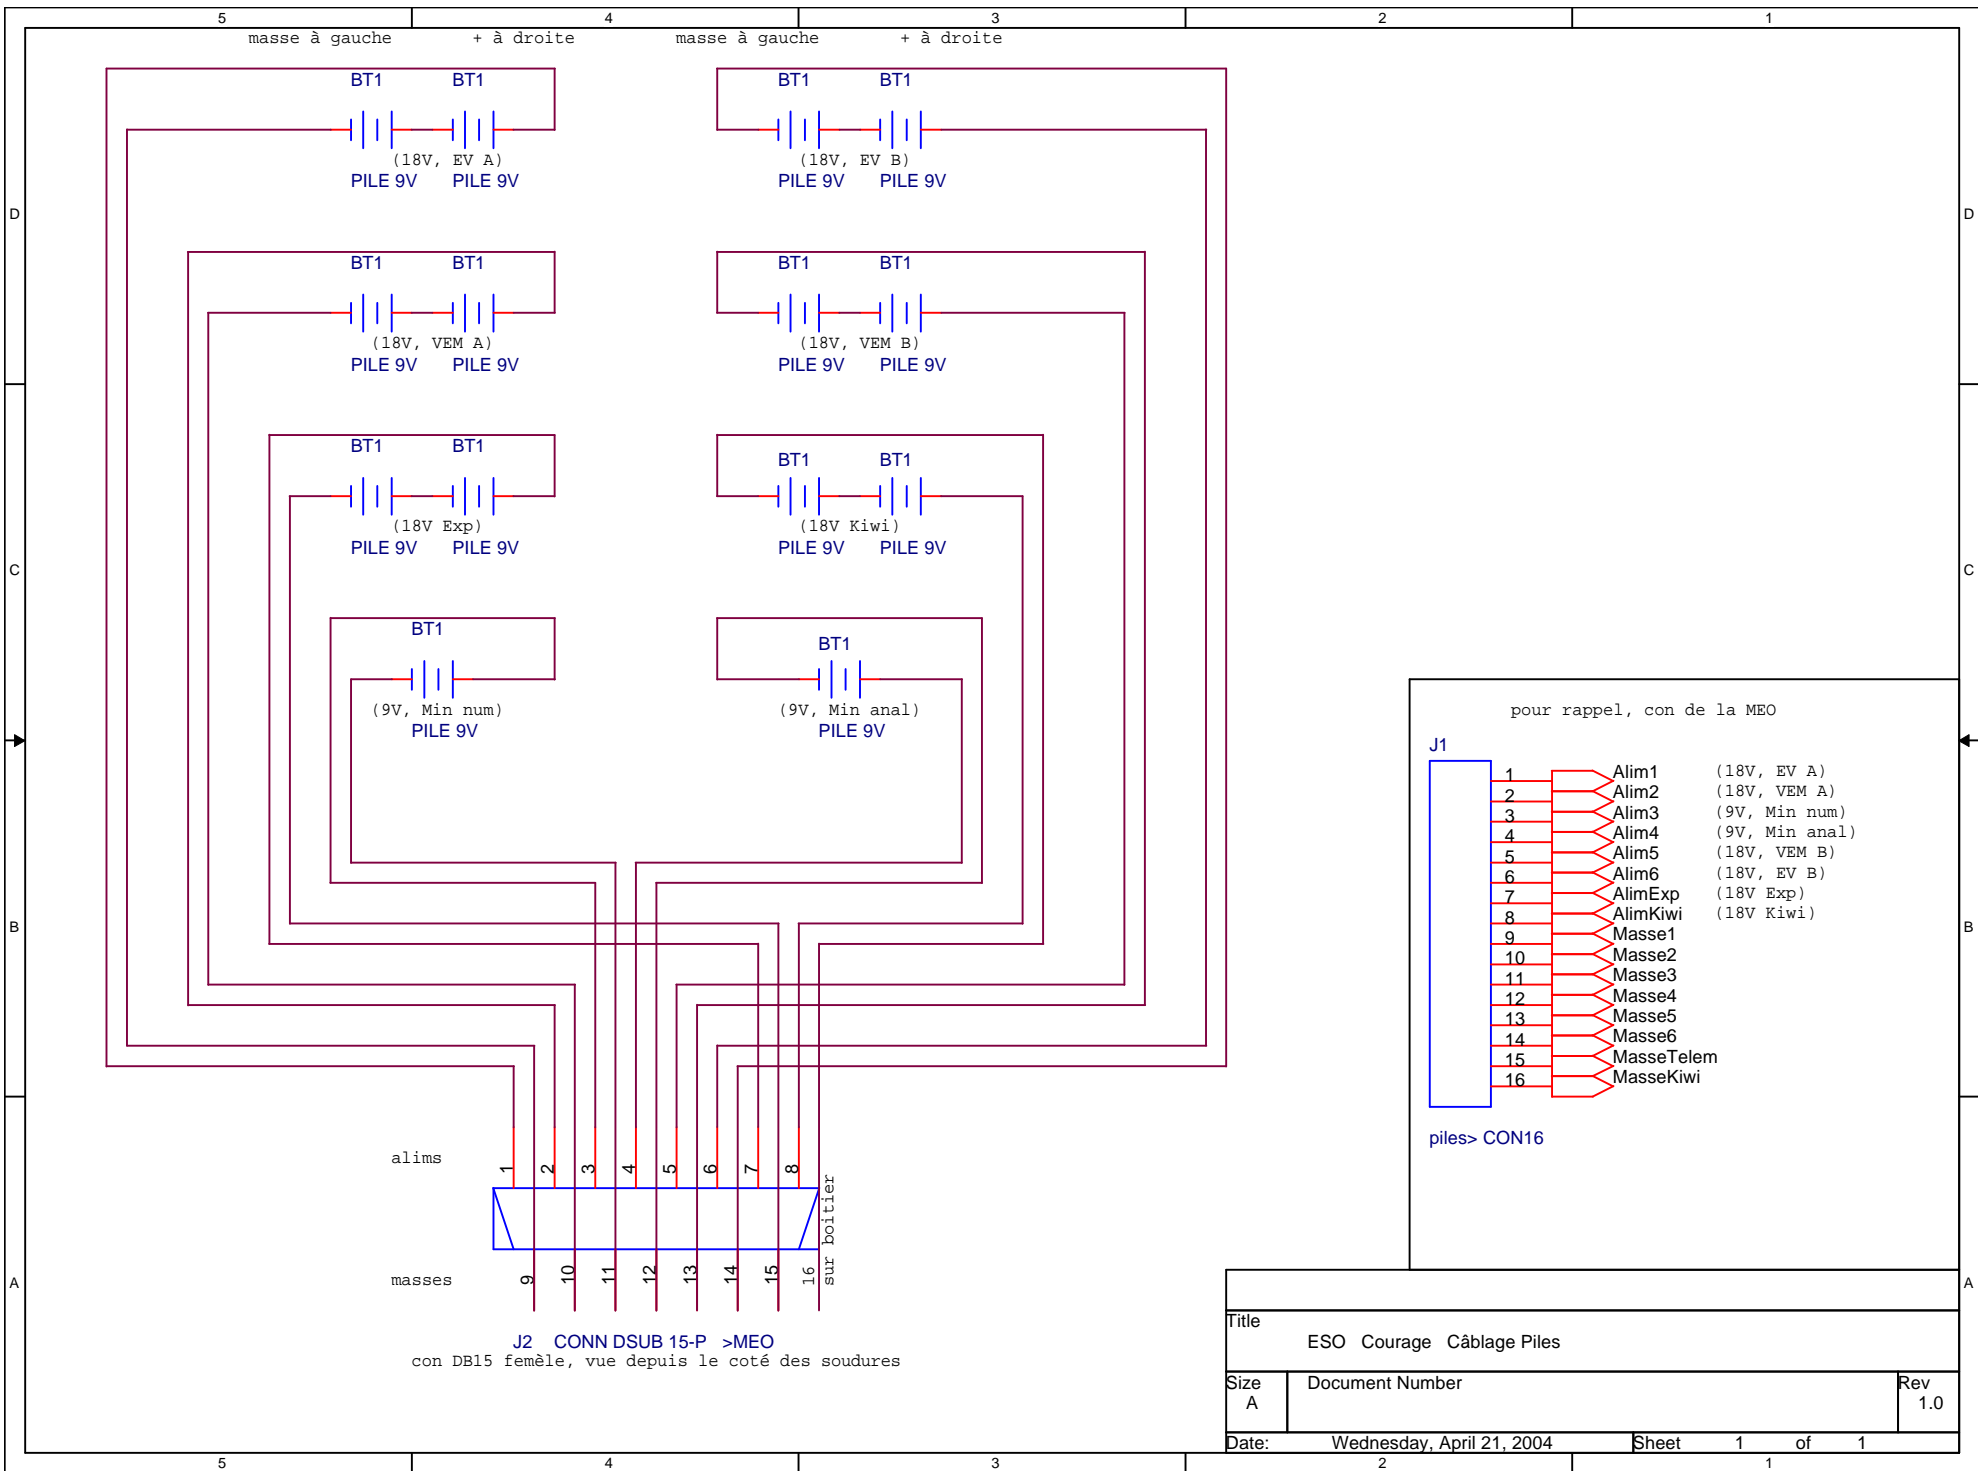 5 4 3 2 1
masse à gauche + à droite masse à gauche + à droite
BT1 BT1 BT1 BT1
(18V, EV A) (18V, EV B)
PILE 9V PILE 9V PILE 9V PILE 9V
D D
BT1 BT1 BT1 BT1
(18V, VEM A) (18V, VEM B)
PILE 9V PILE 9V PILE 9V PILE 9V
BT1 BT1 BT1 BT1
(18V Exp) (18V Kiwi)
PILE 9V PILE 9V PILE 9V PILE 9V
C C
BT1 BT1
(9V, Min num) (9V, Min anal)
PILE 9V PILE 9V
pour rappel, con de la MEO
J1
1 Alim1 (18V, EV A)
2 Alim2 (18V, VEM A)
3 Alim3 (9V, Min num)
4 Alim4 (9V, Min anal)
5 Alim5 (18V, VEM B)
6 Alim6 (18V, EV B)
7 AlimExp (18V Exp)
8 AlimKiwi (18V Kiwi)
9 Masse1
10 Masse2
11 Masse3
12 Masse4
13 Masse5
14 Masse6
15 MasseTelem
16 MasseKiwi
piles> CON16
B B
alims 1 2 3 4 5 6 7 8
sur boitier
masses 9 10 11 12 13 14 15 16
A A
J2 CONN DSUB 15-P >MEO
con DB15 femèle, vue depuis le coté des soudures
Title
ESO Courage Câblage Piles
Size Document Number Rev
A 1.0
Date: Wednesday, April 21, 2004 Sheet 1 of 1
5 4 3 2 1